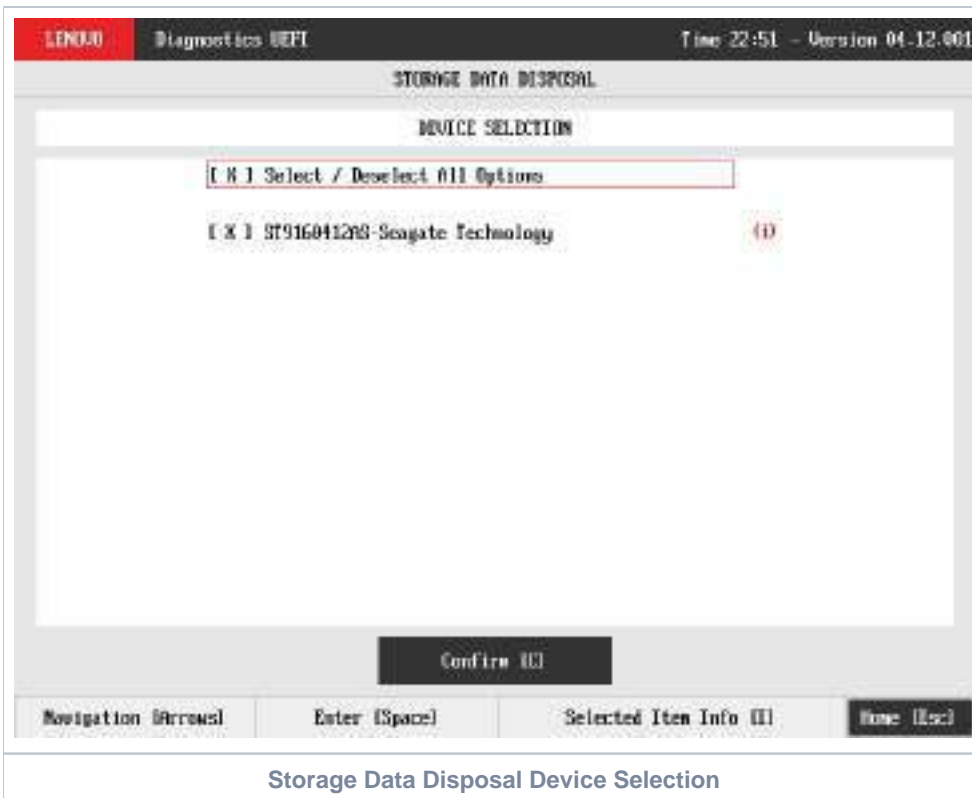 LENOVO Diagnostics UEFI Time 22:51 - Version 04.12.001
STORAGE DATA DISPOSAL
DEVICE SELECTION
[ X ] Select / Deselect All Options
[ X ] ST9160412AS-Seagate Technology (i)
Confirm [C]
Navigation [Arrows] Enter [Space] Selected Item Info [I] Home [Esc]
Storage Data Disposal Device Selection